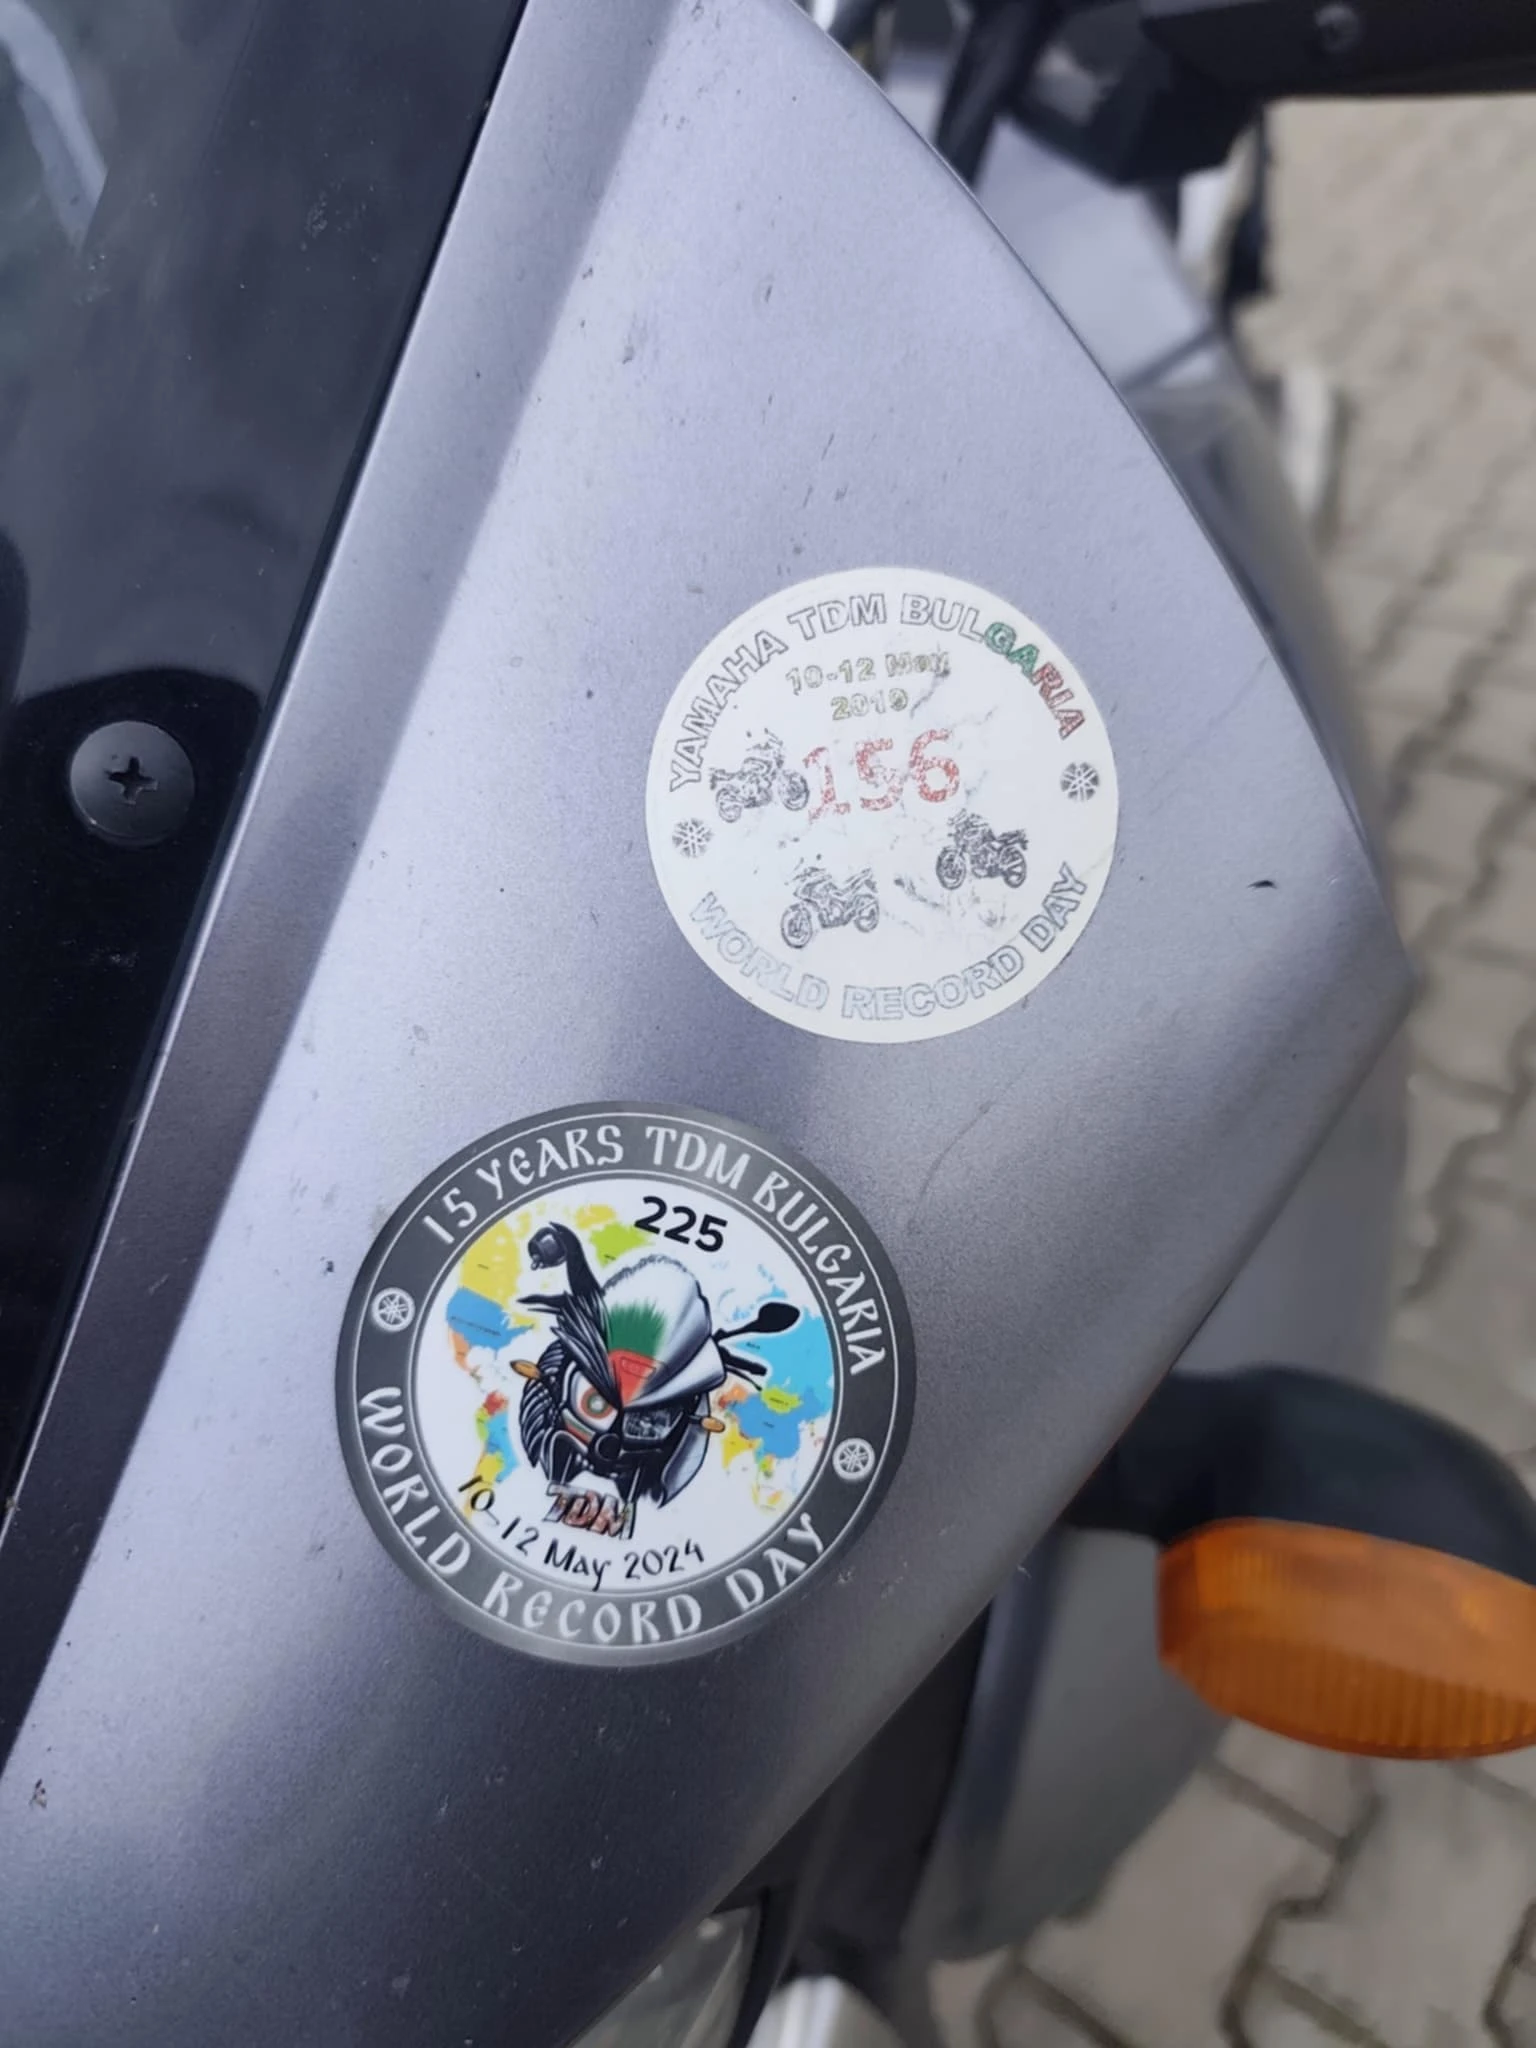 YAMAHA TDM BULGARIA
10-12 May
2019
156
WORLD RECORD DAY
15 YEARS TDM BULGARIA
225
TDM
10-12 May 2024
WORLD RECORD DAY